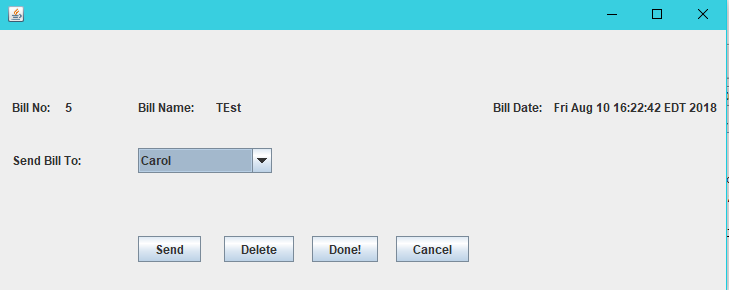 Bill No: 5 Bill Name: TEst Bill Date: Fri Aug 10 16:22:42 EDT 2018
Send Bill To: Carol
Send Delete Done! Cancel